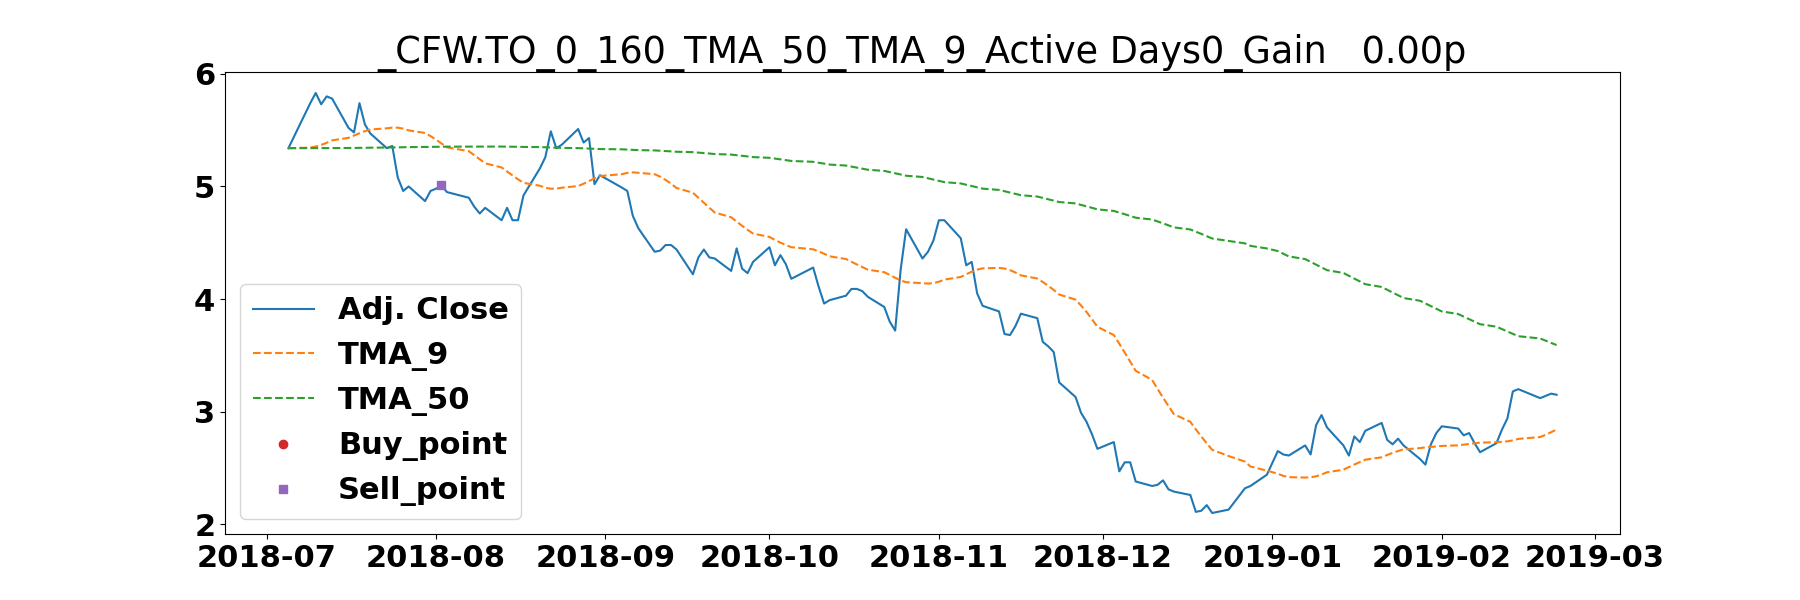 _CFW.TO_0_160_TMA_50_TMA_9_Active Days0_Gain   0.00p
6
5
4
3
2
Adj. Close
TMA_9
TMA_50
Buy_point
Sell_point
2018-07 2018-08 2018-09 2018-10 2018-11 2018-12 2019-01 2019-02 2019-03